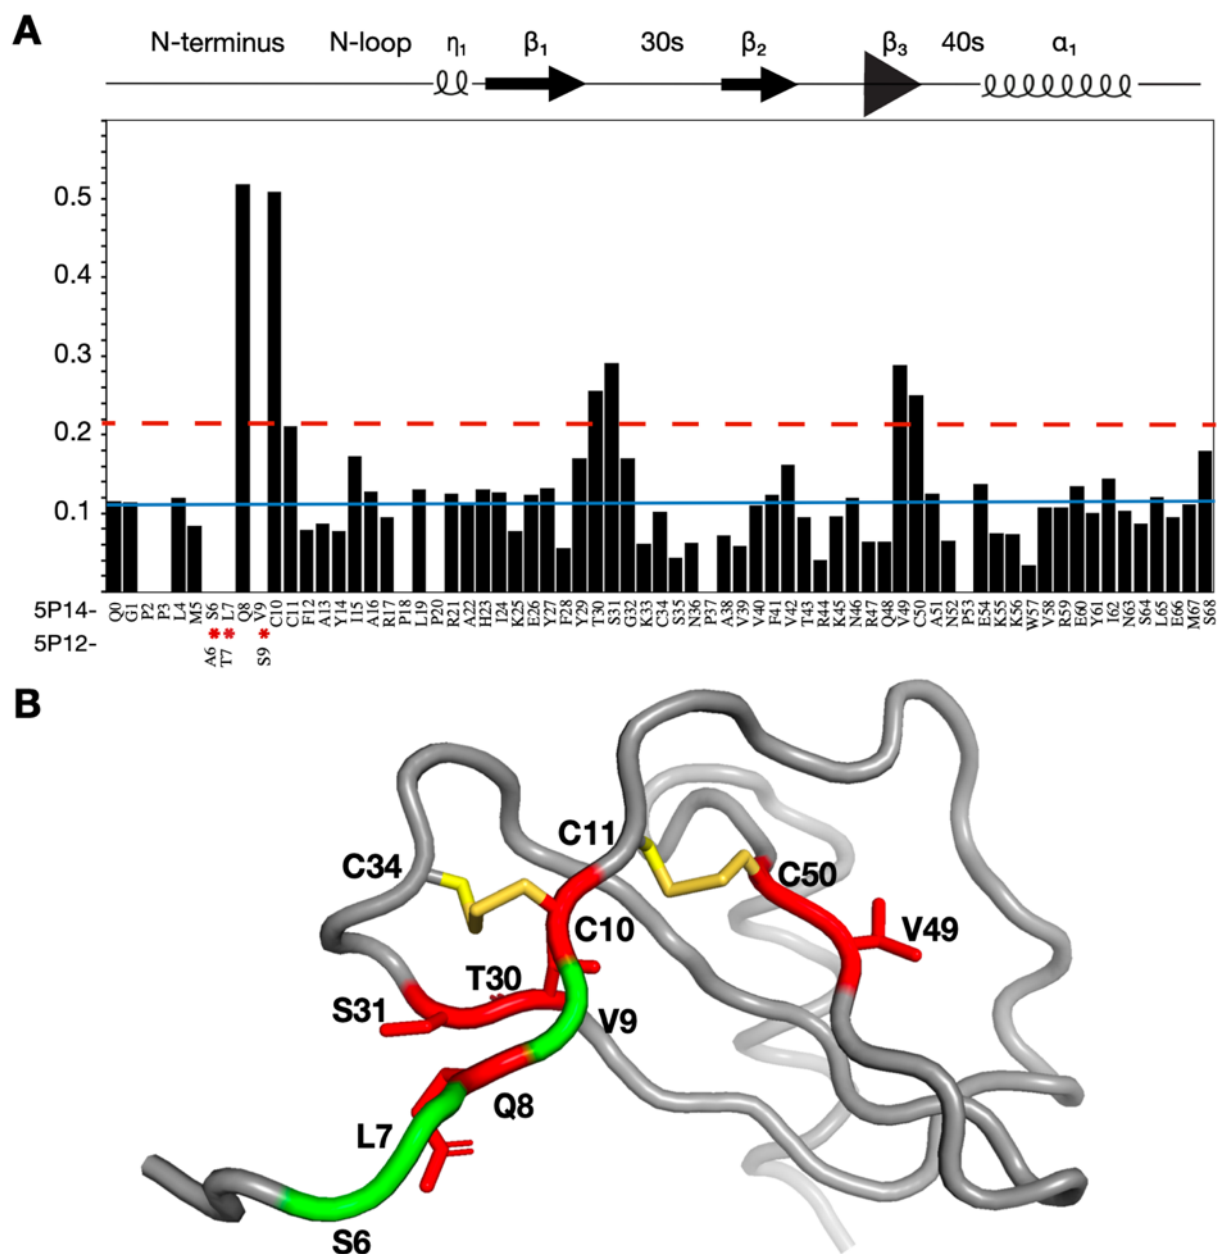 A
N-terminus N-loop η1 β1 30s β2 β3 40s α1
0.5
0.4
0.3
0.2
0.1
5P14- Q0 G1 P2 P3 L4 M5 S6 L7 Q8 V9 C10 C11 F12 A13 Y14 I15 A16 R17 P18 L19 P20 R21 A22 H23 I24 K25 E26 Y27 F28 Y29 T30 S31 G32 K33 C34 S35 N36 P37 A38 V39 V40 F41 V42 T43 R44 K45 N46 R47 Q48 V49 C50 A51 N52 P53 E54 K55 K56 W57 V58 R59 E60 Y61 I62 N63 S64 L65 E66 M67 S68
* * *
5P12- A6 T7 S9
B
C11
C34
C50
C10
V49
T30
S31
V9
Q8
L7
S6